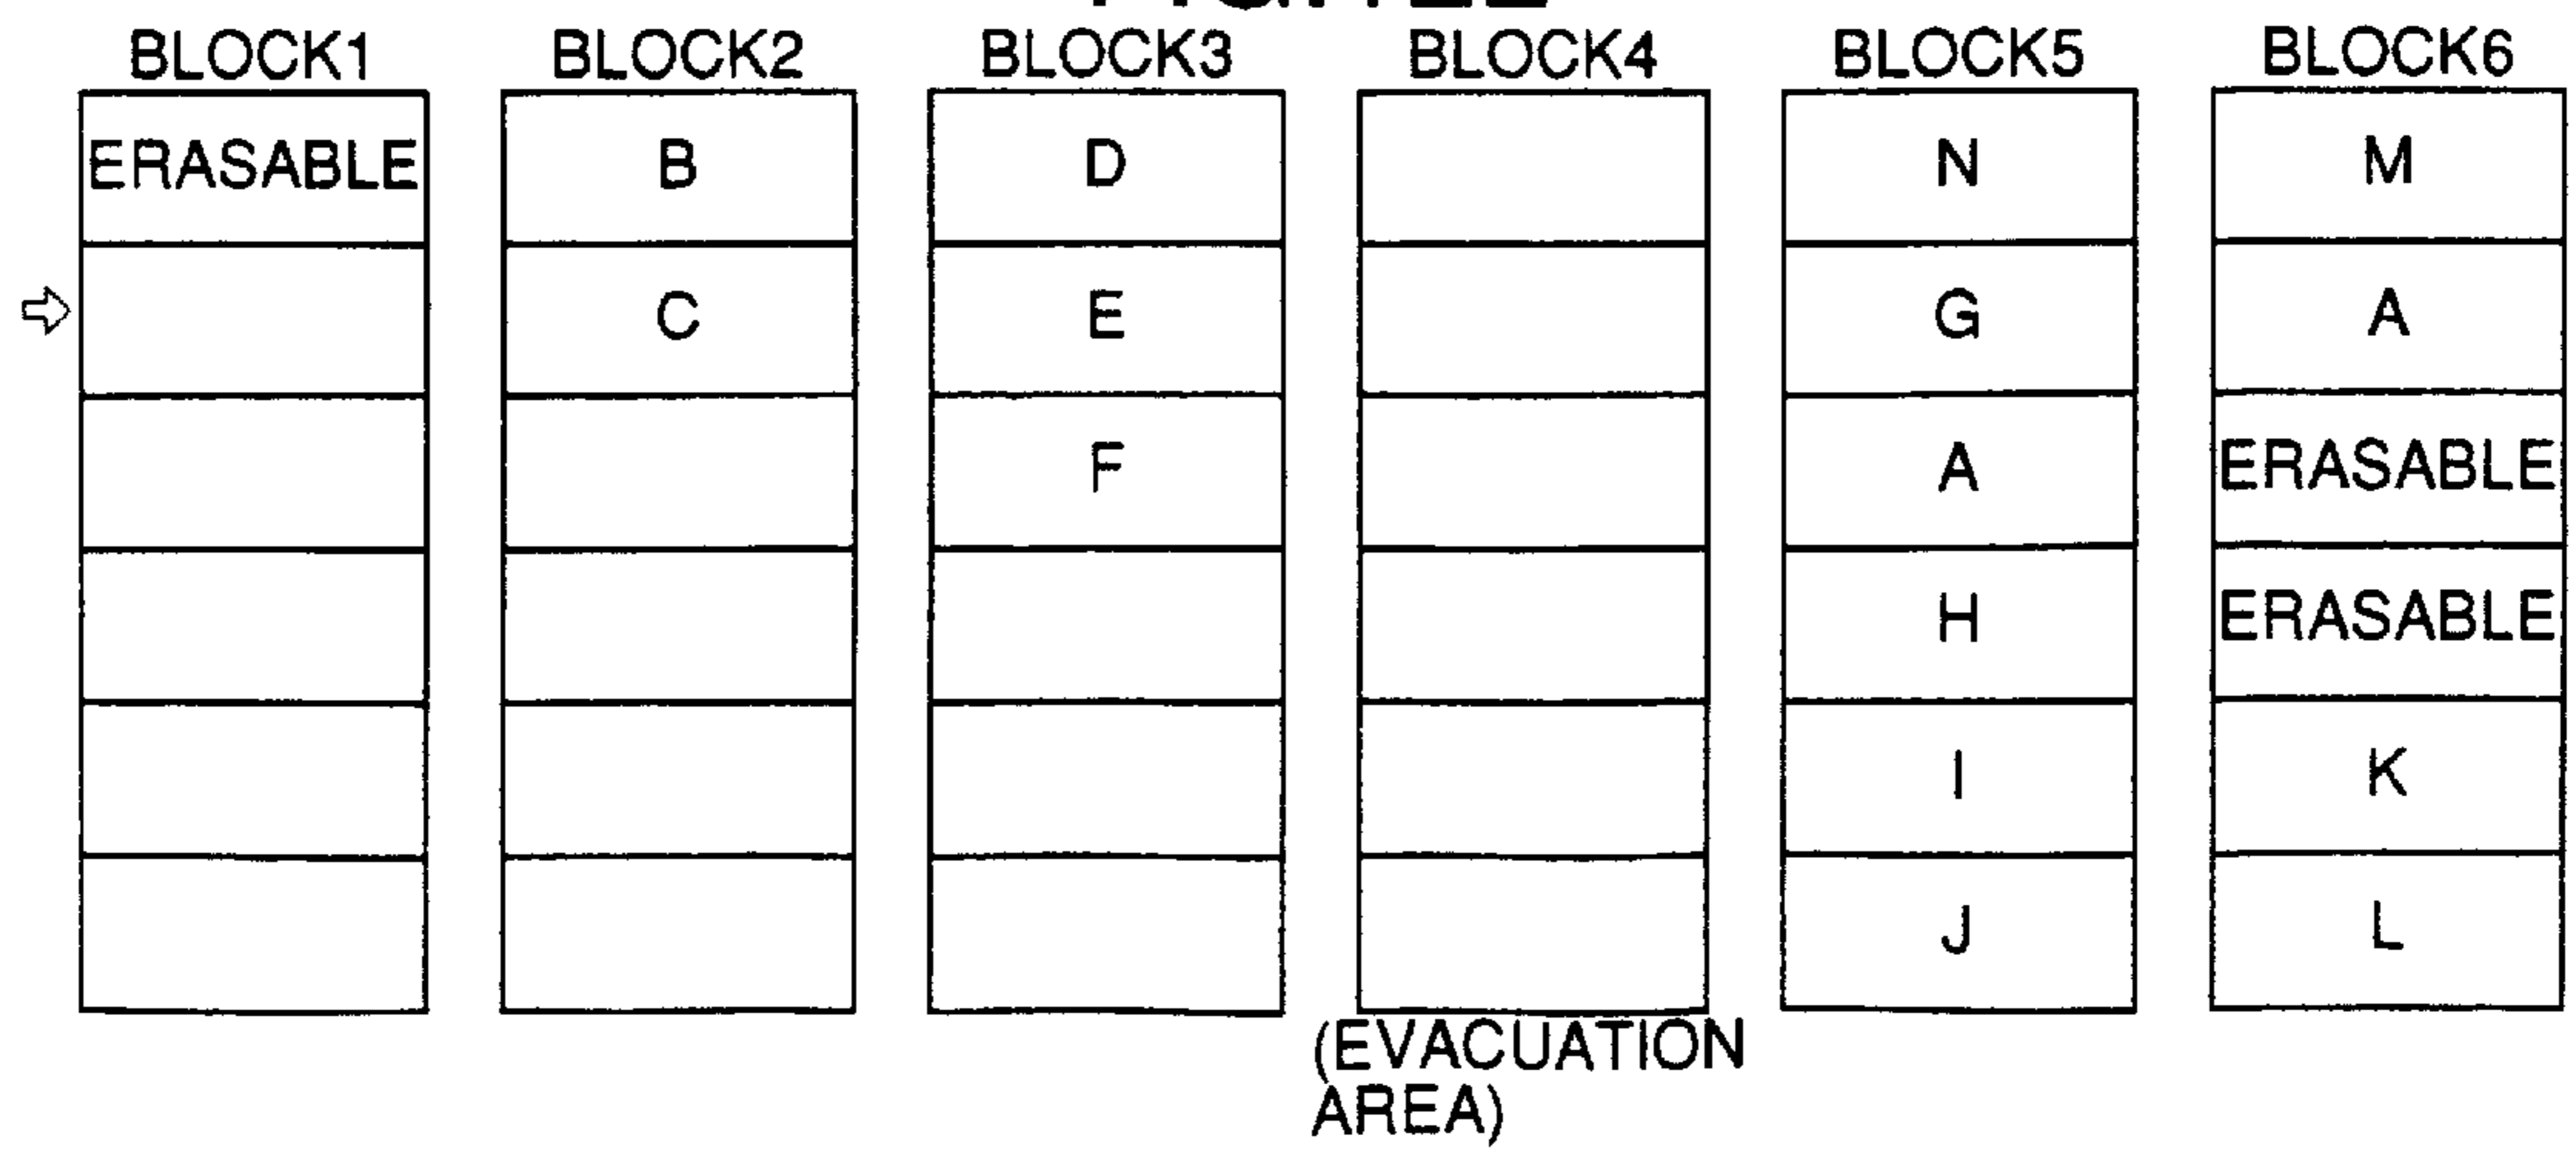 BLOCK1 BLOCK2 BLOCK3 BLOCK4 BLOCK5 BLOCK6
ERASABLE B D N M
C E G A
F A ERASABLE
H ERASABLE
I K
J L
(EVACUATION
AREA)